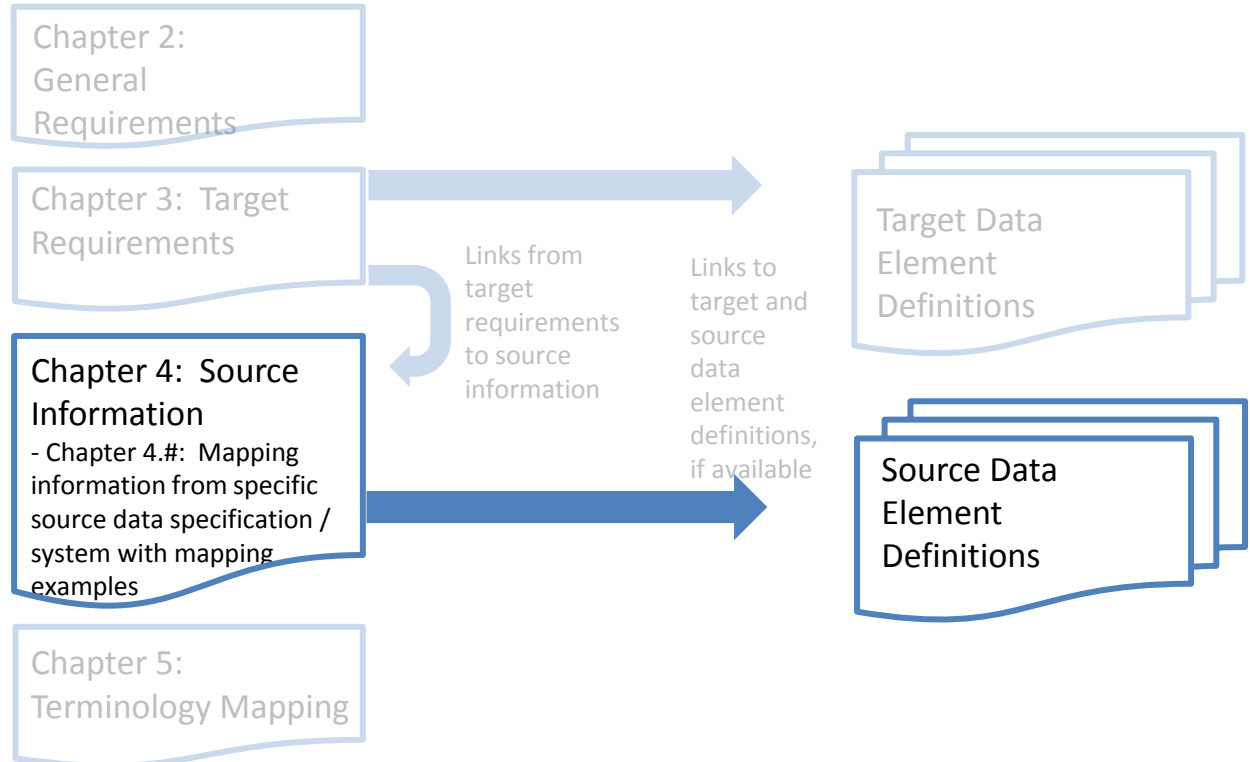 Chapter 2:
General
Requirements
Chapter 3:  Target
Requirements
Links from
target
requirements
to source
information
Links to
target and
source
data
element
definitions,
if available
Target Data
Element
Definitions
Chapter 4:  Source
Information
- Chapter 4.#:  Mapping
information from specific
source data specification /
system with mapping
examples
Source Data
Element
Definitions
Chapter 5:
Terminology Mapping